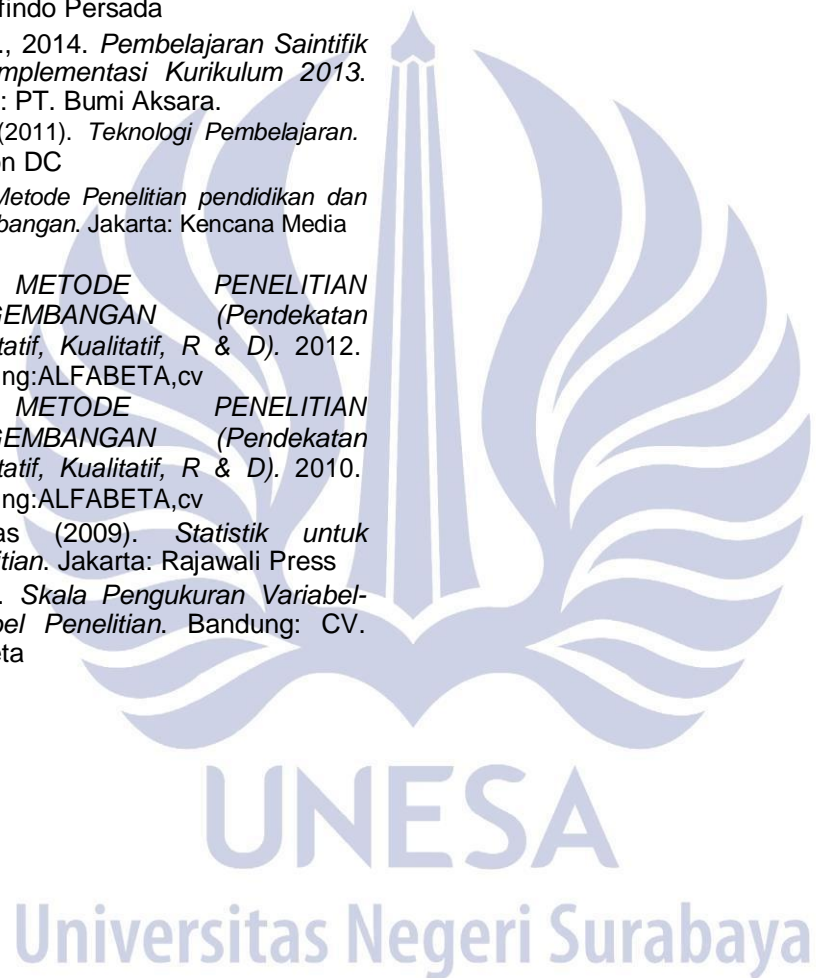 findo Persada
., 2014. Pembelajaran Saintifik
mplementasi Kurikulum 2013.
: PT. Bumi Aksara.
(2011). Teknologi Pembelajaran.
on DC
Metode Penelitian pendidikan dan
bangan. Jakarta: Kencana Media
METODE PENELITIAN
GEMBANGAN (Pendekatan
tatif, Kualitatif, R & D). 2012.
ng:ALFABETA,cv
METODE PENELITIAN
GEMBANGAN (Pendekatan
tatif, Kualitatif, R & D). 2010.
ng:ALFABETA,cv
as (2009). Statistik untuk
itian. Jakarta: Rajawali Press
. Skala Pengukuran Variabel-
bel Penelitian. Bandung: CV.
eta
UNESA
Universitas Negeri Surabaya